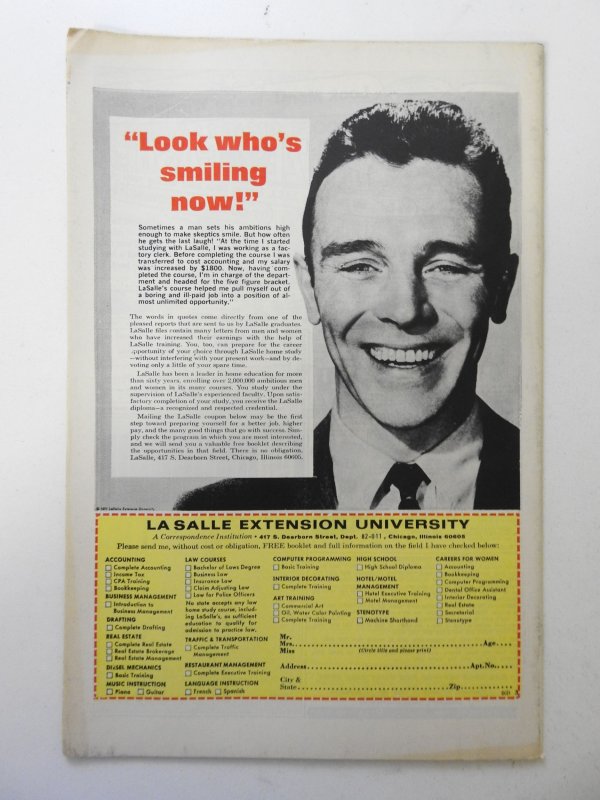 “Look who’s
smiling
now!”
Sometimes a man sets his ambitions high
enough to make skeptics smile. But how often
he gets the last laugh! “At the time I started
studying with LaSalle, I was working as a fac-
tory clerk. Before completing the course I was
transferred to cost accounting and my salary
was increased by $1800. Now, having com-
pleted the course, I’m in charge of the depart-
ment and headed for the five figure bracket.
LaSalle’s course helped me pull myself out of
a boring and ill-paid job into a position of al-
most unlimited opportunity.”
The words in quotes come directly from one of the
pleased reports that are sent to us by LaSalle graduates.
LaSalle files contain many letters from men and women
who have increased their earnings with the help of
LaSalle training. You, too, can prepare for the career
opportunity of your choice through LaSalle home study
—without interfering with your present work—and by de-
voting only a little of your spare time.
LaSalle has been a leader in home education for more
than sixty years, enrolling over 2,000,000 ambitious men
and women in its many courses. You study under the
supervision of LaSalle’s experienced faculty. Upon satis-
factory completion of your study, you receive the LaSalle
diploma—a recognized and respected credential.
Mailing the LaSalle coupon below may be the first
step toward preparing yourself for a better job, higher
pay, and the many good things that go with success. Sim-
ply check the program in which you are most interested,
and we will send you a valuable free booklet describing
the opportunities in that field. There is no obligation.
LaSalle, 417 S. Dearborn Street, Chicago, Illinois 60605.
LaSalle Extension University
LA SALLE EXTENSION UNIVERSITY
A Correspondence Institution • 417 S. Dearborn Street, Dept. 82-011, Chicago, Illinois 60605
Please send me, without cost or obligation, FREE booklet and full information on the field I have checked below:
ACCOUNTING
Complete Accounting
Income Tax
CPA Training
Bookkeeping
BUSINESS MANAGEMENT
Introduction to
Business Management
DRAFTING
Complete Drafting
REAL ESTATE
Complete Real Estate
Real Estate Brokerage
Real Estate Management
DIESEL MECHANICS
Basic Training
MUSIC INSTRUCTION
Piano Guitar
LAW COURSES
Bachelor of Laws Degree
Business Law
Insurance Law
Claim Adjusting Law
Law for Police Officers
No state accepts any law
home study course, includ-
ing LaSalle’s, as sufficient
education to qualify for
admission to practice law.
TRAFFIC & TRANSPORTATION
Complete Traffic
Management
RESTAURANT MANAGEMENT
Complete Executive Training
LANGUAGE INSTRUCTION
French Spanish
COMPUTER PROGRAMMING
Basic Training
INTERIOR DECORATING
Complete Training
ART TRAINING
Commercial Art
Oil, Water Color Painting
Complete Training
HIGH SCHOOL
High School Diploma
HOTEL/MOTEL
MANAGEMENT
Hotel Executive Training
Motel Management
STENOTYPE
Machine Shorthand
CAREERS FOR WOMEN
Accounting
Bookkeeping
Computer Programming
Dental Office Assistant
Interior Decorating
Real Estate
Secretarial
Stenotype
Mr.
Mrs. Age
Miss (Circle title and please print)
Address Apt.No.
City &
State Zip